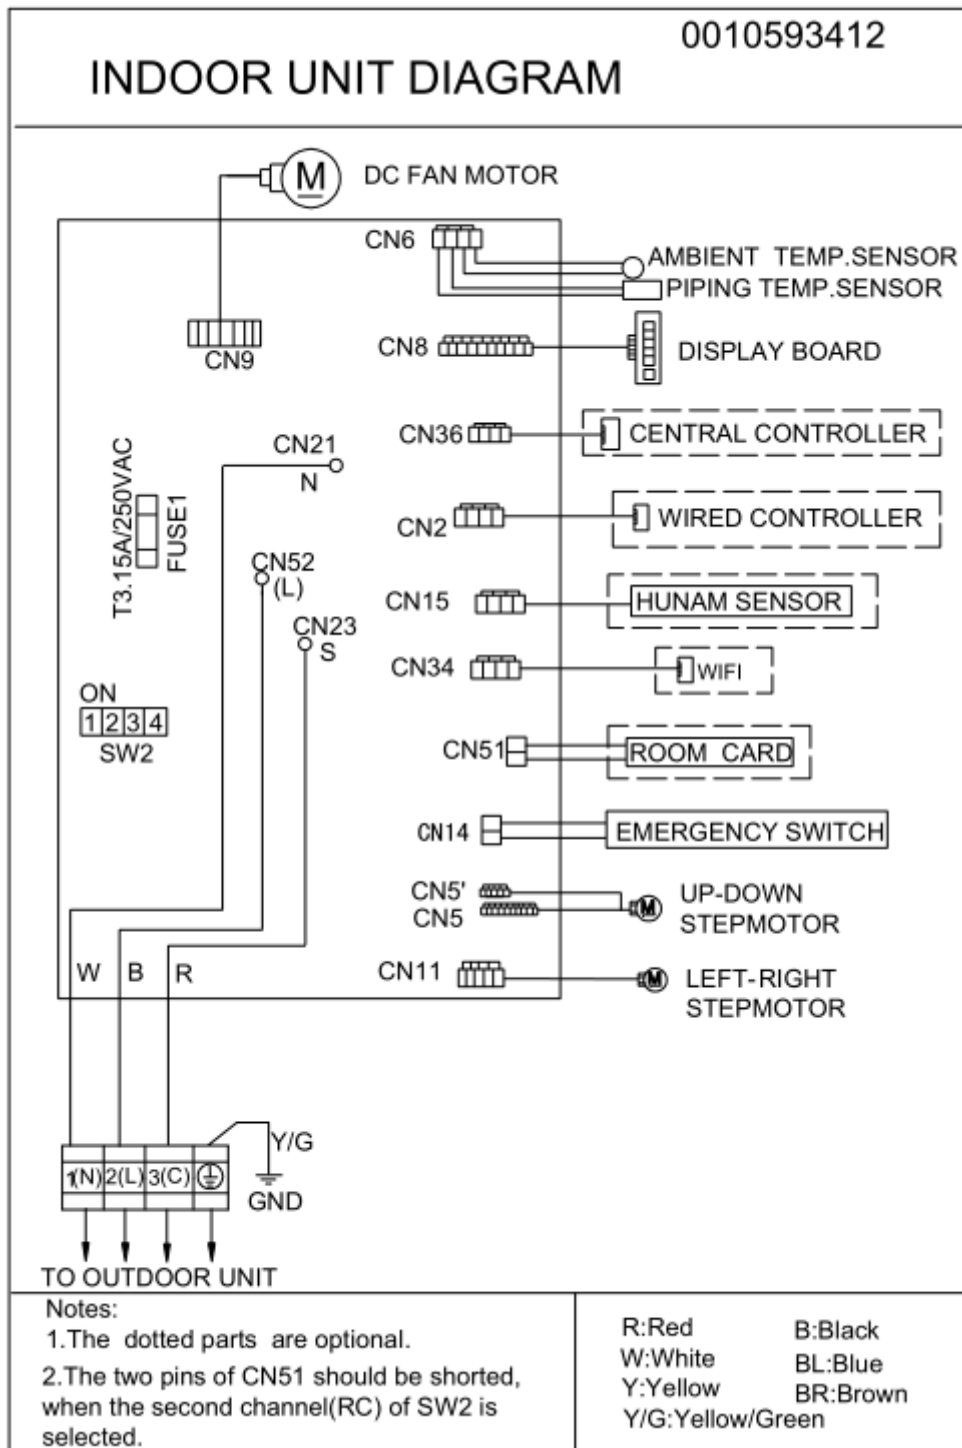 0010593412
INDOOR UNIT DIAGRAM
M
DC FAN MOTOR
CN6
AMBIENT TEMP.SENSOR
PIPING TEMP.SENSOR
CN9
CN8
DISPLAY BOARD
CN36
CENTRAL CONTROLLER
CN21
N
T3.15A/250VAC
FUSE1
CN2
WIRED CONTROLLER
CN52
(L)
CN15
HUNAM SENSOR
CN23
S
CN34
WIFI
ON
1 2 3 4
SW2
CN51
ROOM CARD
CN14
EMERGENCY SWITCH
CN5'
CN5
M
UP-DOWN
STEPMOTOR
W B R
CN11
M
LEFT-RIGHT
STEPMOTOR
Y/G
1(N) 2(L) 3(C)
GND
TO OUTDOOR UNIT
Notes:
1.The dotted parts are optional.
2.The two pins of CN51 should be shorted,
when the second channel(RC) of SW2 is
selected.
R:Red B:Black
W:White BL:Blue
Y:Yellow BR:Brown
Y/G:Yellow/Green